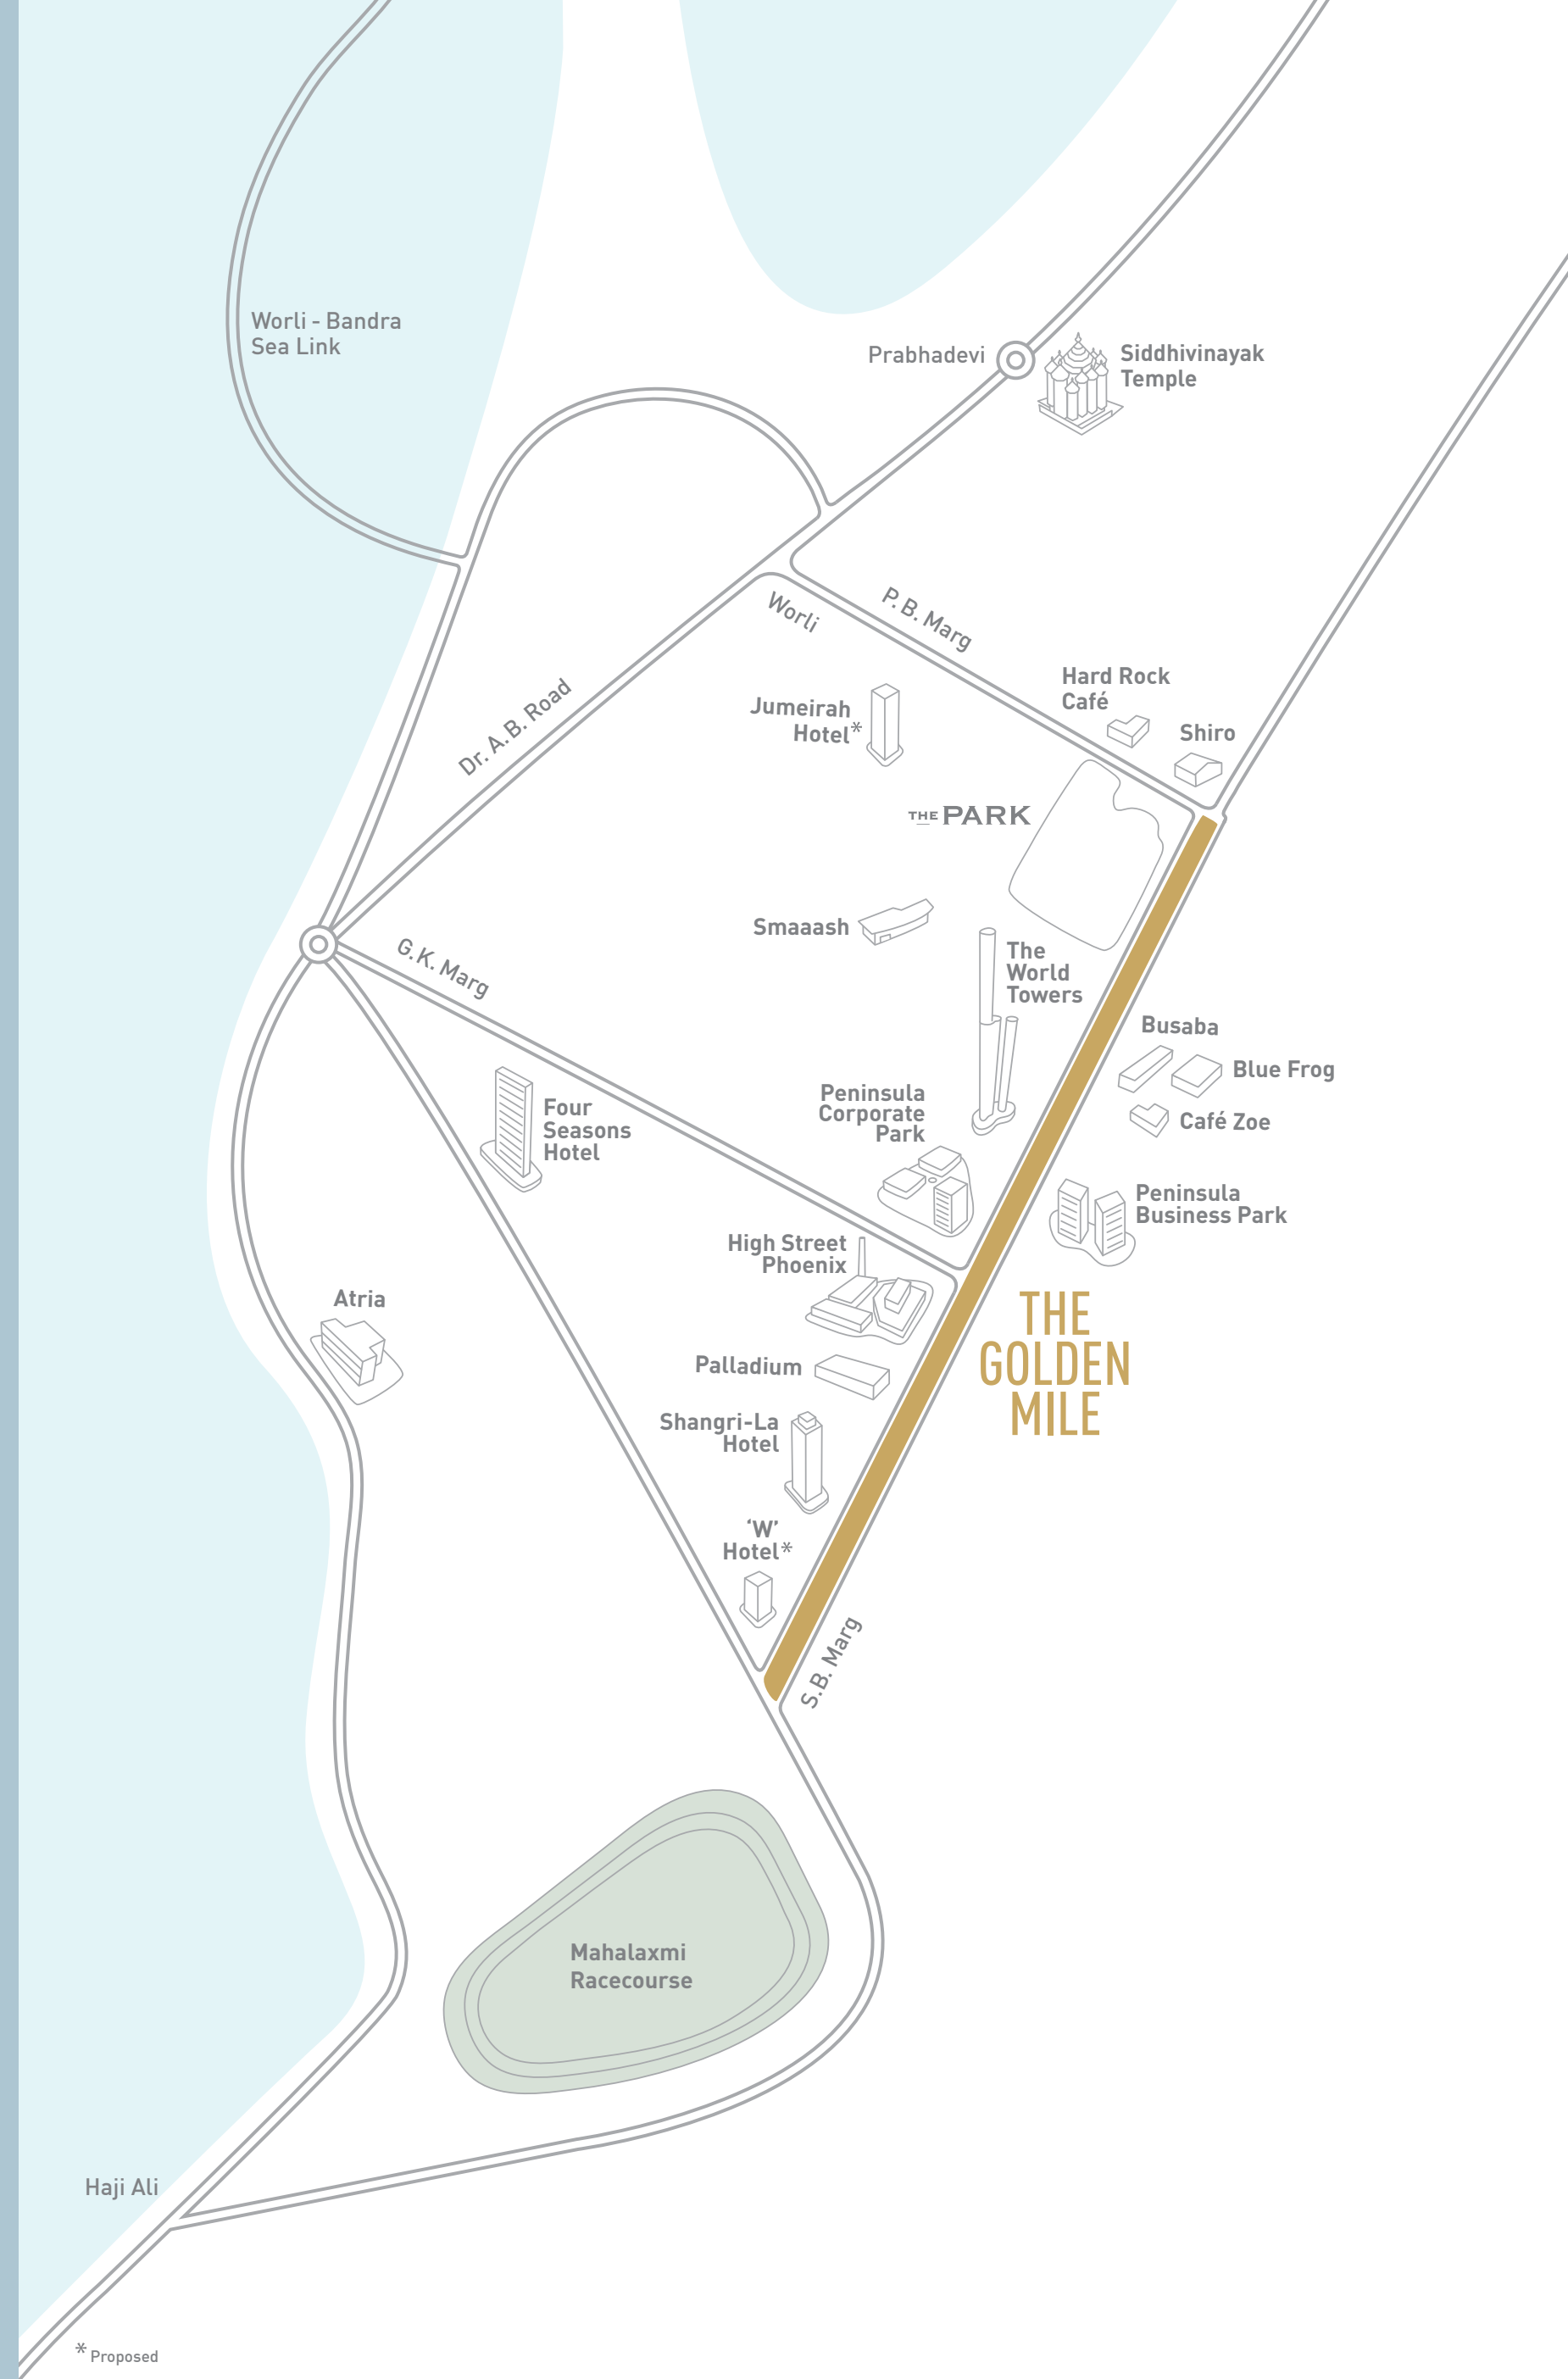 Worli - Bandra
Sea Link
Prabhadevi
Siddhivinayak
Temple
P. B. Marg
Worli
Hard Rock
Café
Shiro
Jumeirah
Hotel*
Dr. A. B. Road
THE PARK
Smaaash
The
World
Towers
G.K. Marg
Busaba
Blue Frog
Café Zoe
Four
Seasons
Hotel
Peninsula
Corporate
Park
Peninsula
Business Park
High Street
Phoenix
Atria
THE
GOLDEN
MILE
Palladium
Shangri-La
Hotel
‘W’
Hotel*
S.B. Marg
Mahalaxmi
Racecourse
Haji Ali
* Proposed